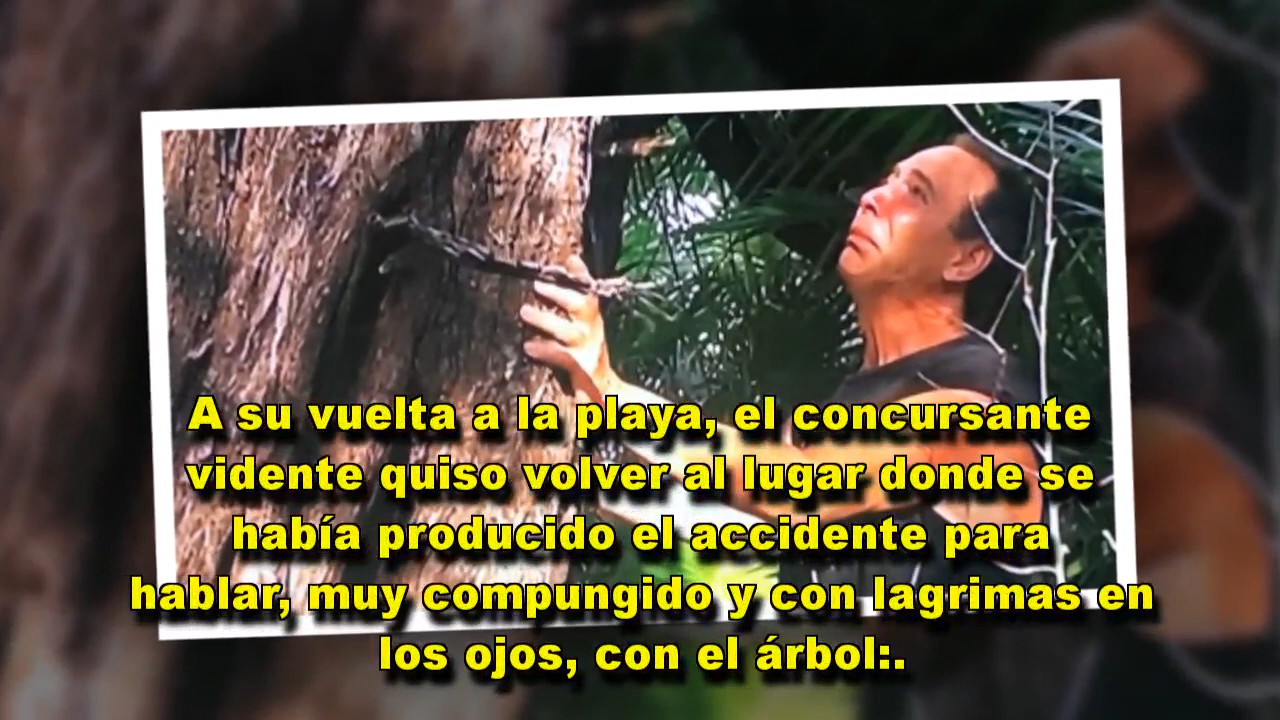 A su vuelta a la playa, el concursante
vidente quiso volver al lugar donde se
había producido el accidente para
hablar, muy compungido y con lagrimas en
los ojos, con el árbol:.